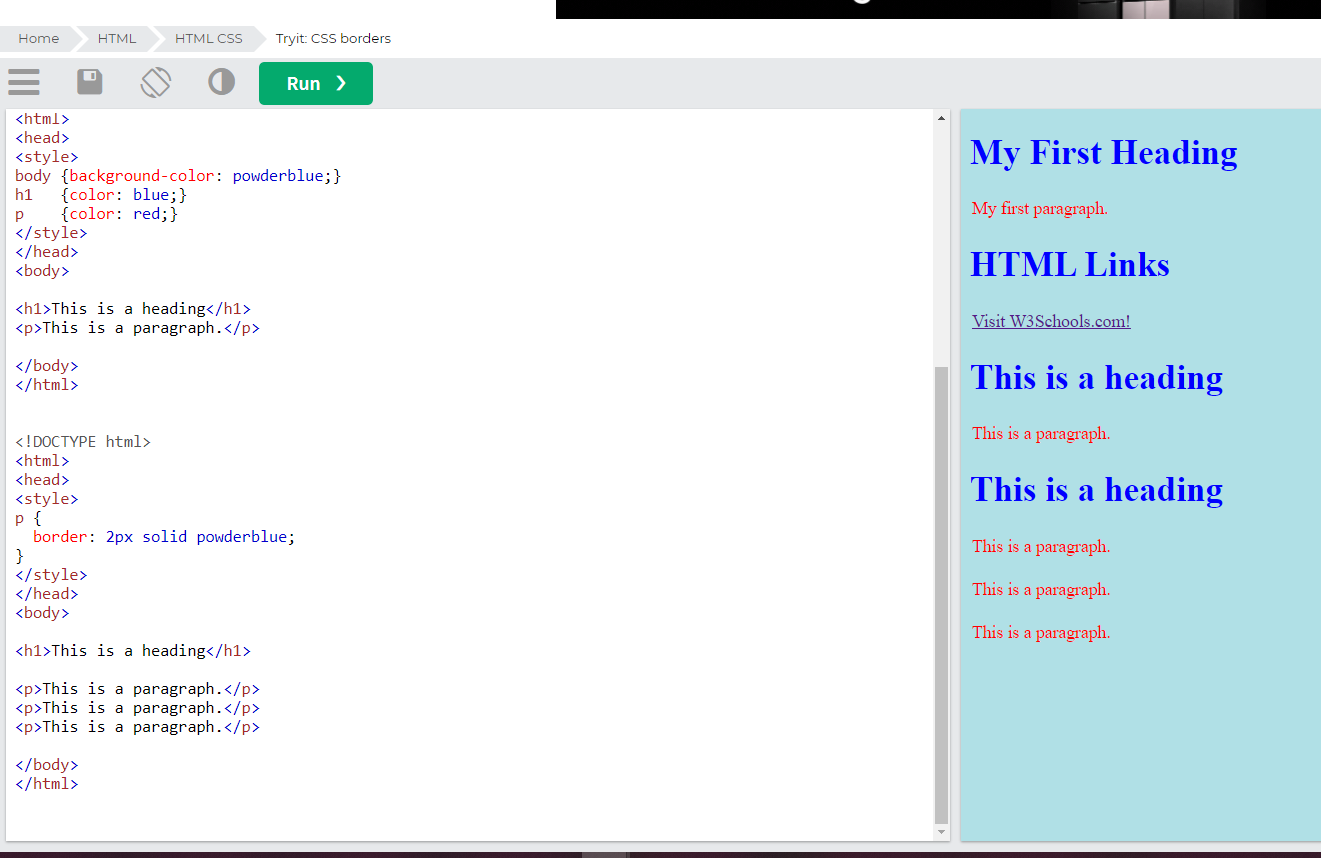 Home HTML HTML CSS Tryit: CSS borders
Run ❯
<html>
<head>
<style>
body {background-color: powderblue;}
h1   {color: blue;}
p    {color: red;}
</style>
</head>
<body>
<h1>This is a heading</h1>
<p>This is a paragraph.</p>
</body>
</html>
<!DOCTYPE html>
<html>
<head>
<style>
p {
  border: 2px solid powderblue;
}
</style>
</head>
<body>
<h1>This is a heading</h1>
<p>This is a paragraph.</p>
<p>This is a paragraph.</p>
<p>This is a paragraph.</p>
</body>
</html>
My First Heading
My first paragraph.
HTML Links
Visit W3Schools.com!
This is a heading
This is a paragraph.
This is a heading
This is a paragraph.
This is a paragraph.
This is a paragraph.